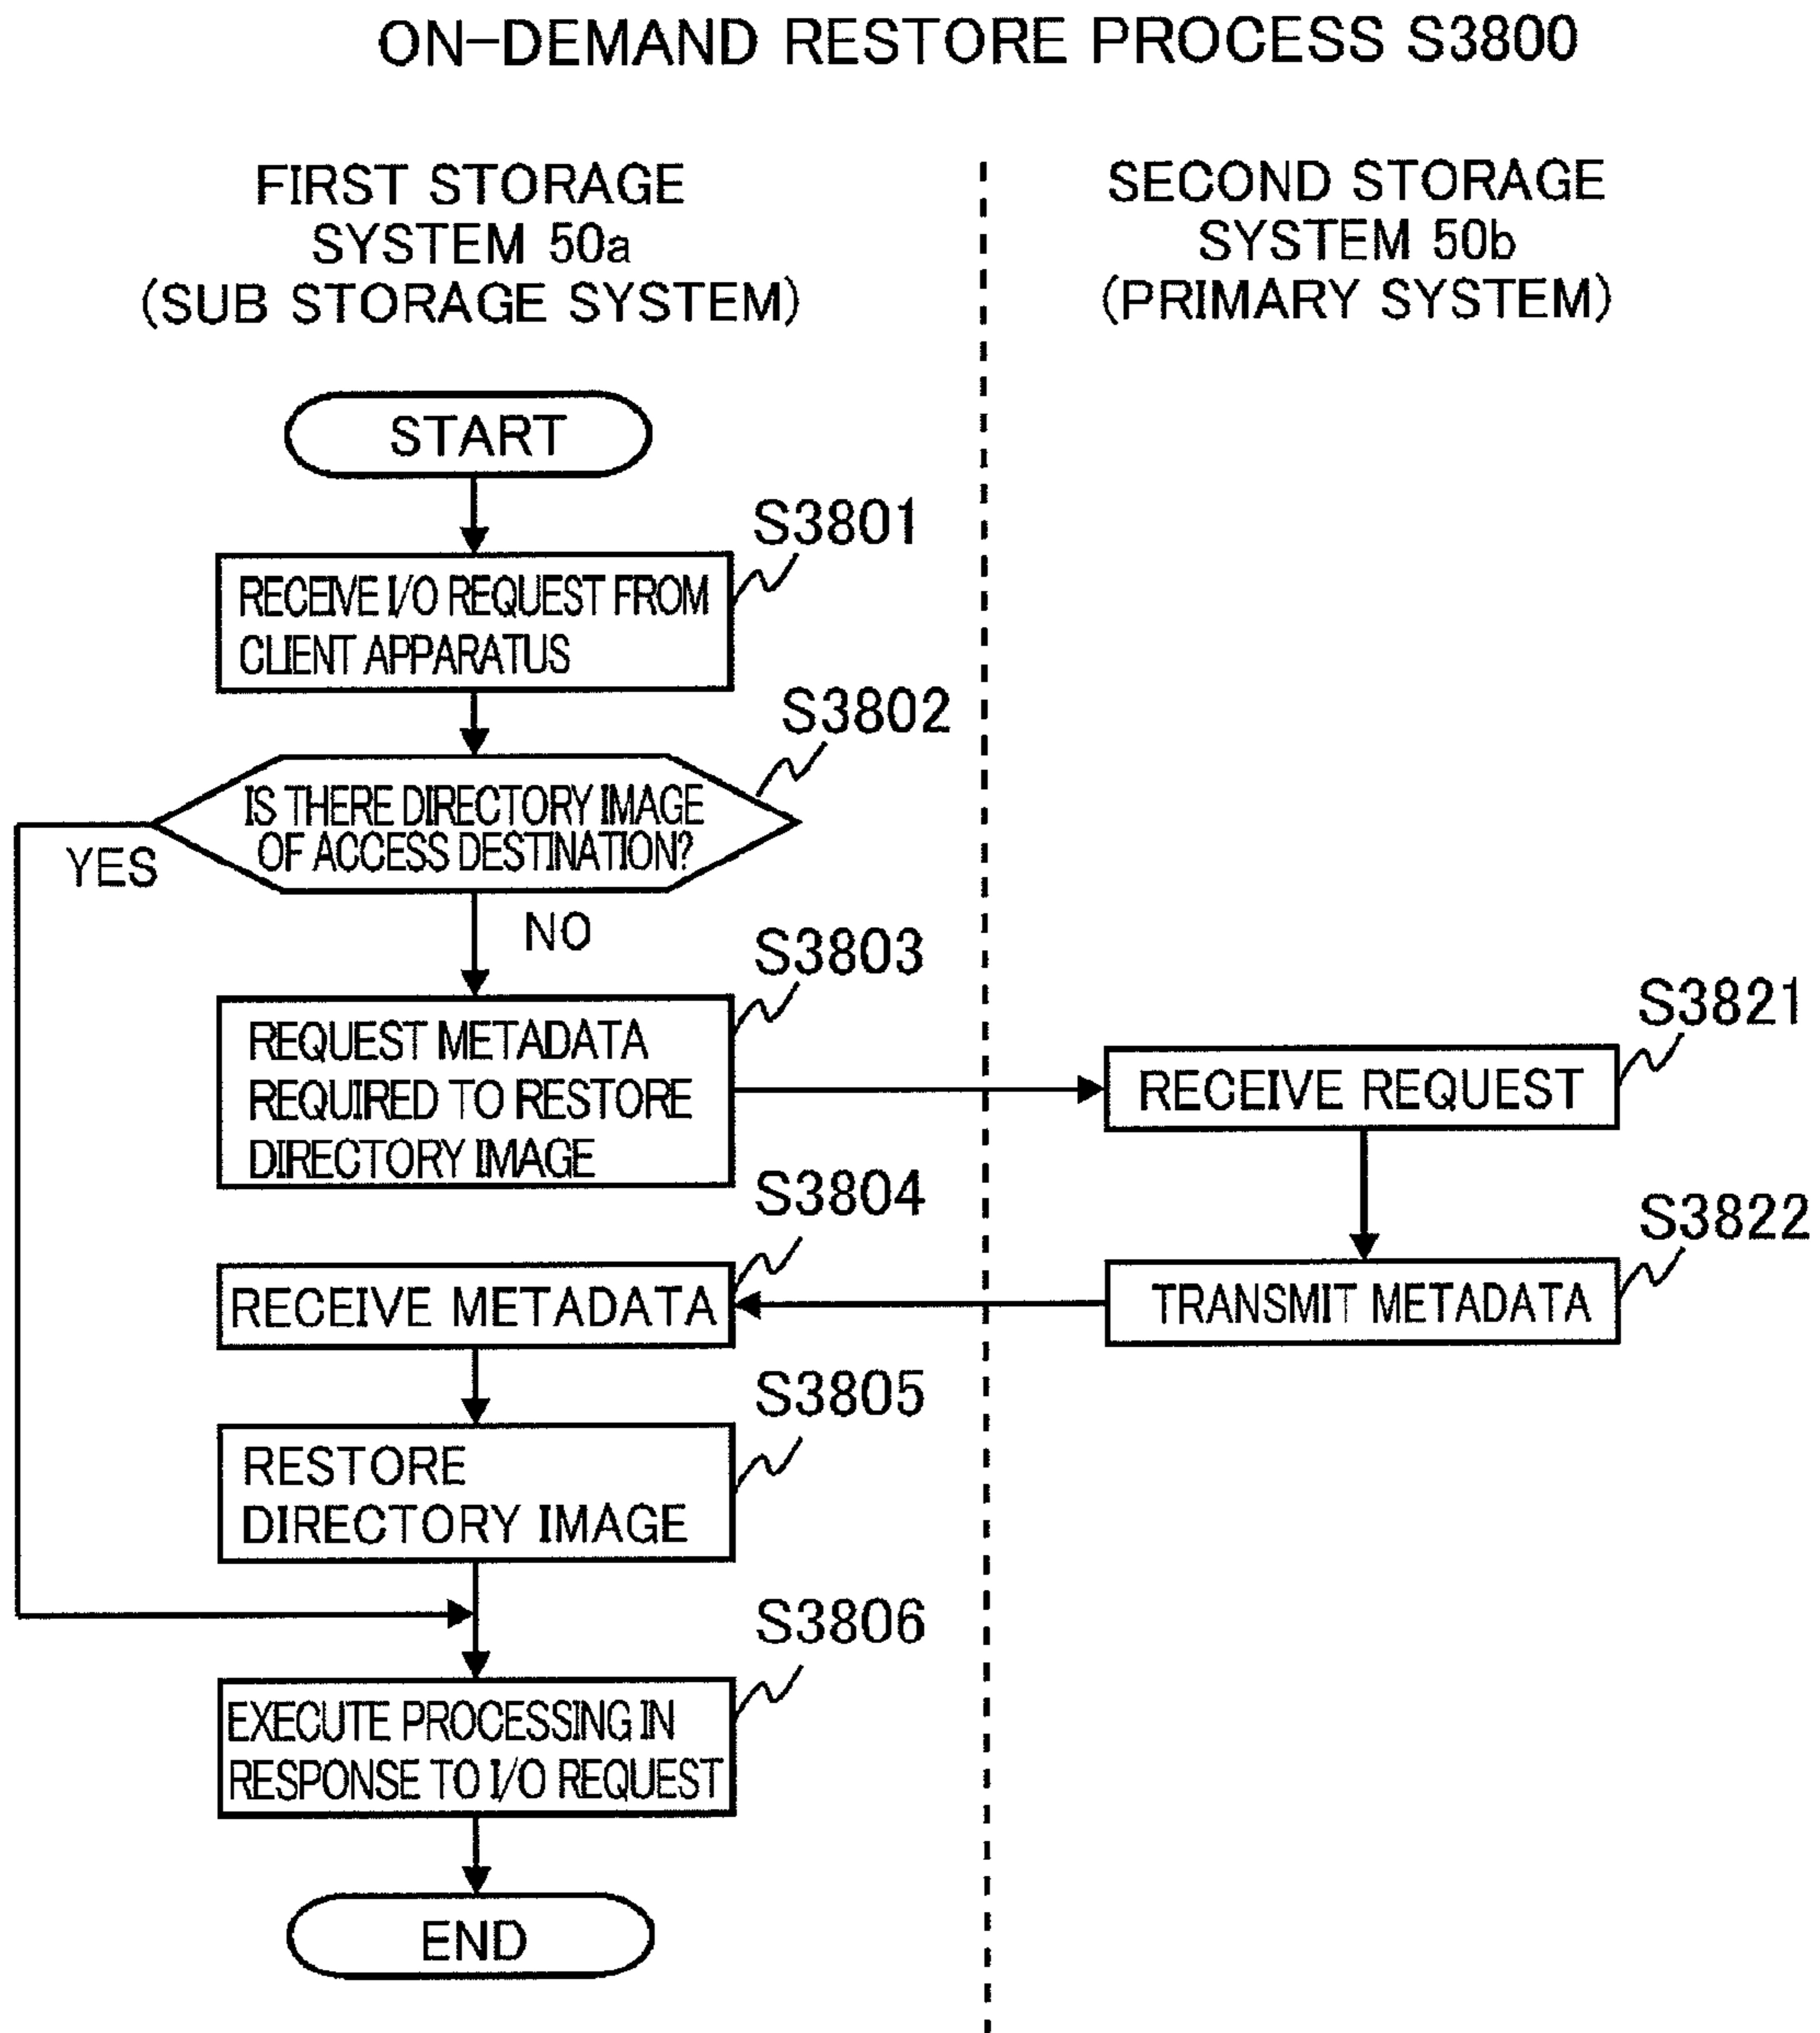 ON-DEMAND RESTORE PROCESS S3800
FIRST STORAGE
SYSTEM 50a
(SUB STORAGE SYSTEM)
SECOND STORAGE
SYSTEM 50b
(PRIMARY SYSTEM)
START
S3801
RECEIVE I/O REQUEST FROM
CLIENT APPARATUS
S3802
IS THERE DIRECTORY IMAGE
OF ACCESS DESTINATION?
YES
NO
S3803
REQUEST METADATA
REQUIRED TO RESTORE
DIRECTORY IMAGE
S3821
RECEIVE REQUEST
S3804
RECEIVE METADATA
S3822
TRANSMIT METADATA
S3805
RESTORE
DIRECTORY IMAGE
S3806
EXECUTE PROCESSING IN
RESPONSE TO I/O REQUEST
END